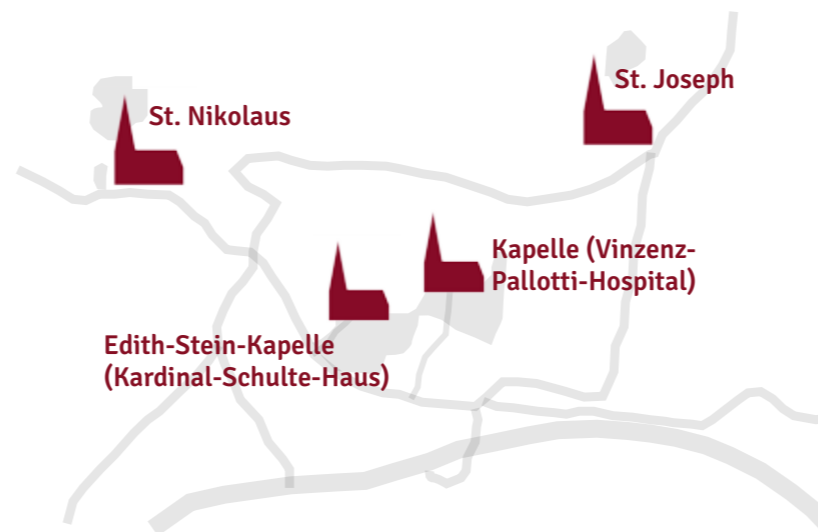 St. Joseph
St. Nikolaus
Kapelle (Vinzenz-
Pallotti-Hospital)
Edith-Stein-Kapelle
(Kardinal-Schulte-Haus)